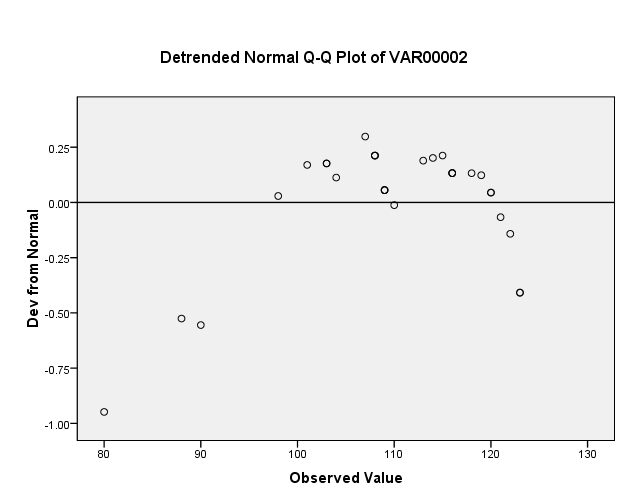 Detrended Normal Q-Q Plot of VAR00002
0.25
0.00
-0.25
-0.50
-0.75
-1.00
Dev from Normal
80 90 100 110 120 130
Observed Value